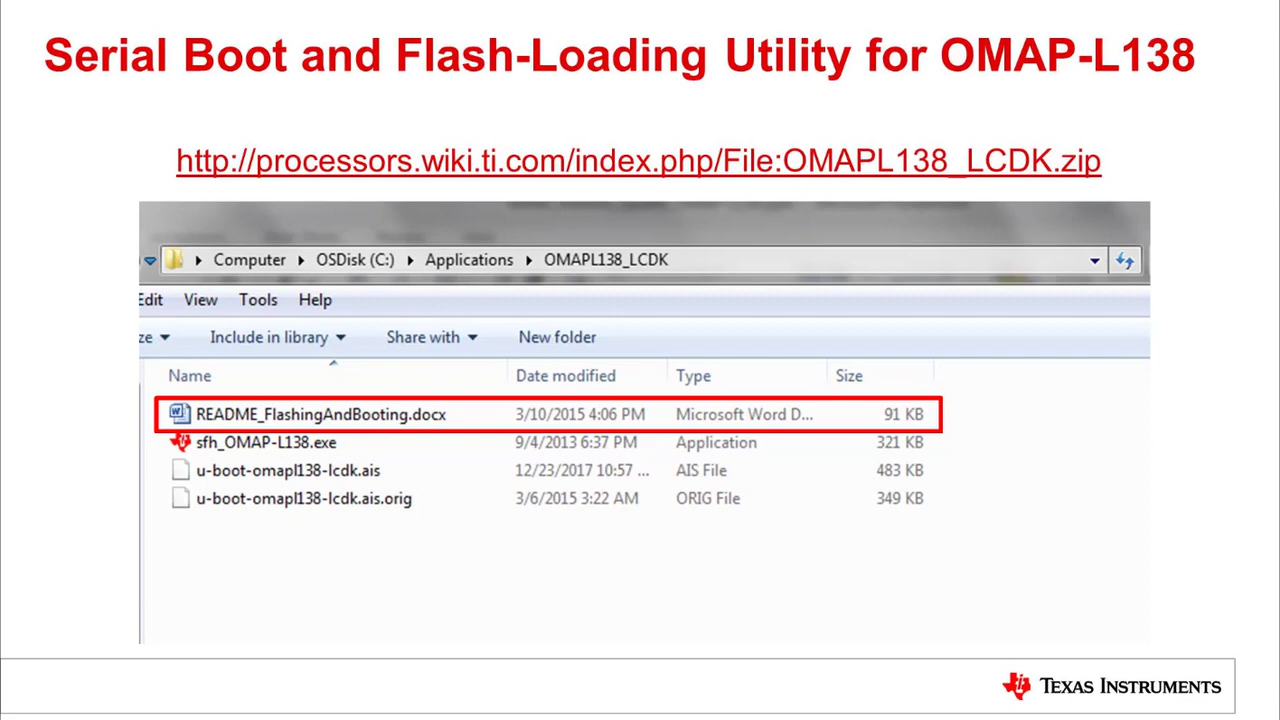 Serial Boot and Flash-Loading Utility for OMAP-L138
http://processors.wiki.ti.com/index.php/File:OMAPL138_LCDK.zip
Computer OSDisk (C:) Applications OMAPL138_LCDK
Edit View Tools Help
ze Include in library Share with New folder
Name Date modified Type Size
README_FlashingAndBooting.docx 3/10/2015 4:06 PM Microsoft Word D... 91 KB
sfh_OMAP-L138.exe 9/4/2013 6:37 PM Application 321 KB
u-boot-omapl138-lcdk.ais 12/23/2017 10:57 ... AIS File 483 KB
u-boot-omapl138-lcdk.ais.orig 3/6/2015 3:22 AM ORIG File 349 KB
TEXAS INSTRUMENTS